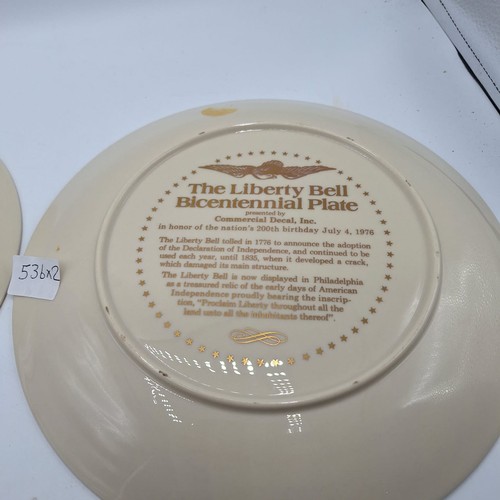 The Liberty Bell
Bicentennial Plate
presented by
Commercial Decal, Inc.
in honor of the nation's 200th birthday July 4, 1976
The Liberty Bell tolled in 1776 to announce the adoption
of the Declaration of Independence, and continued to be
used each year, until 1835, when it developed a crack,
which damaged its main structure.
The Liberty Bell is now displayed in Philadelphia
as a treasured relic of the early days of American
Independence proudly bearing the inscrip-
tion, "Proclaim Liberty throughout all the
land unto all the inhabitants thereof".
536x2